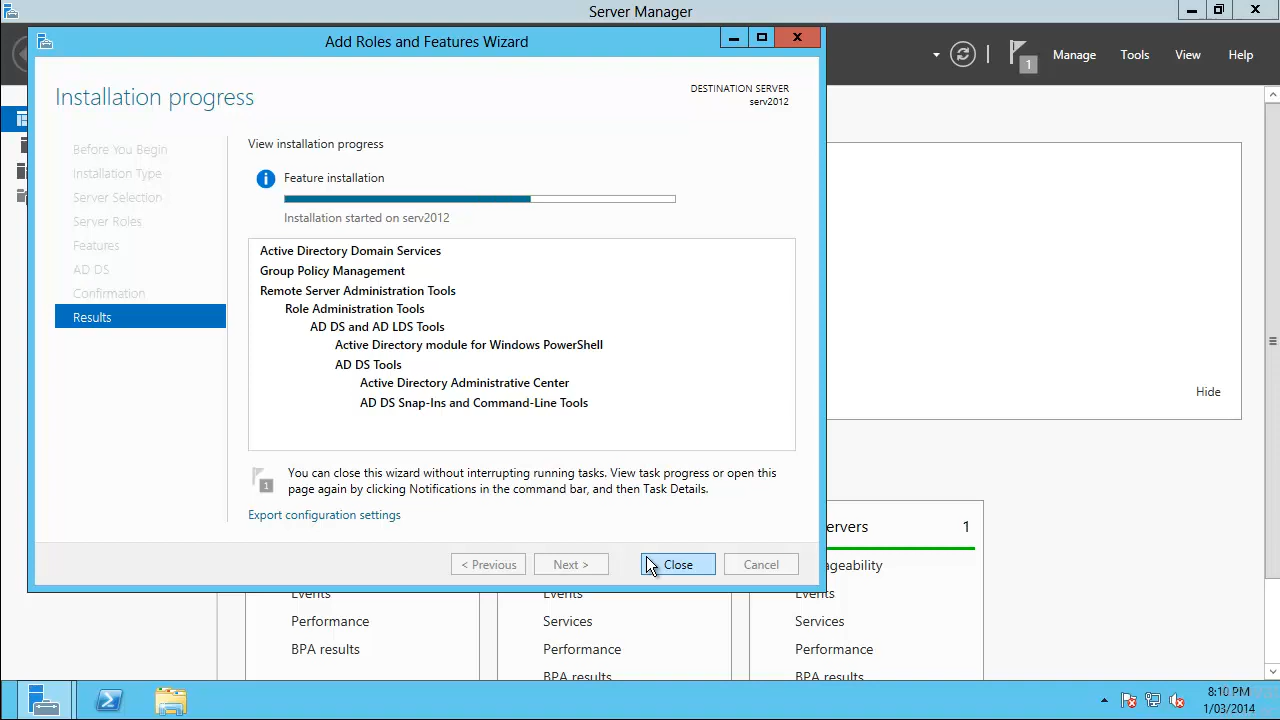 Server Manager
Add Roles and Features Wizard
1
Manage
Tools
View
Help
Installation progress
DESTINATION SERVER
serv2012
Before You Begin
Installation Type
Server Selection
Server Roles
Features
AD DS
Confirmation
Results
View installation progress
Feature installation
Installation started on serv2012
Active Directory Domain Services
Group Policy Management
Remote Server Administration Tools
Role Administration Tools
AD DS and AD LDS Tools
Active Directory module for Windows PowerShell
AD DS Tools
Active Directory Administrative Center
AD DS Snap-Ins and Command-Line Tools
1
You can close this wizard without interrupting running tasks. View task progress or open this
page again by clicking Notifications in the command bar, and then Task Details.
Export configuration settings
< Previous
Next >
Close
Cancel
Hide
ervers 1
ageability
Events
Events
Events
Performance
Services
Services
BPA results
Performance
Performance
BPA results
BPA results
8:10 PM
1/03/2014